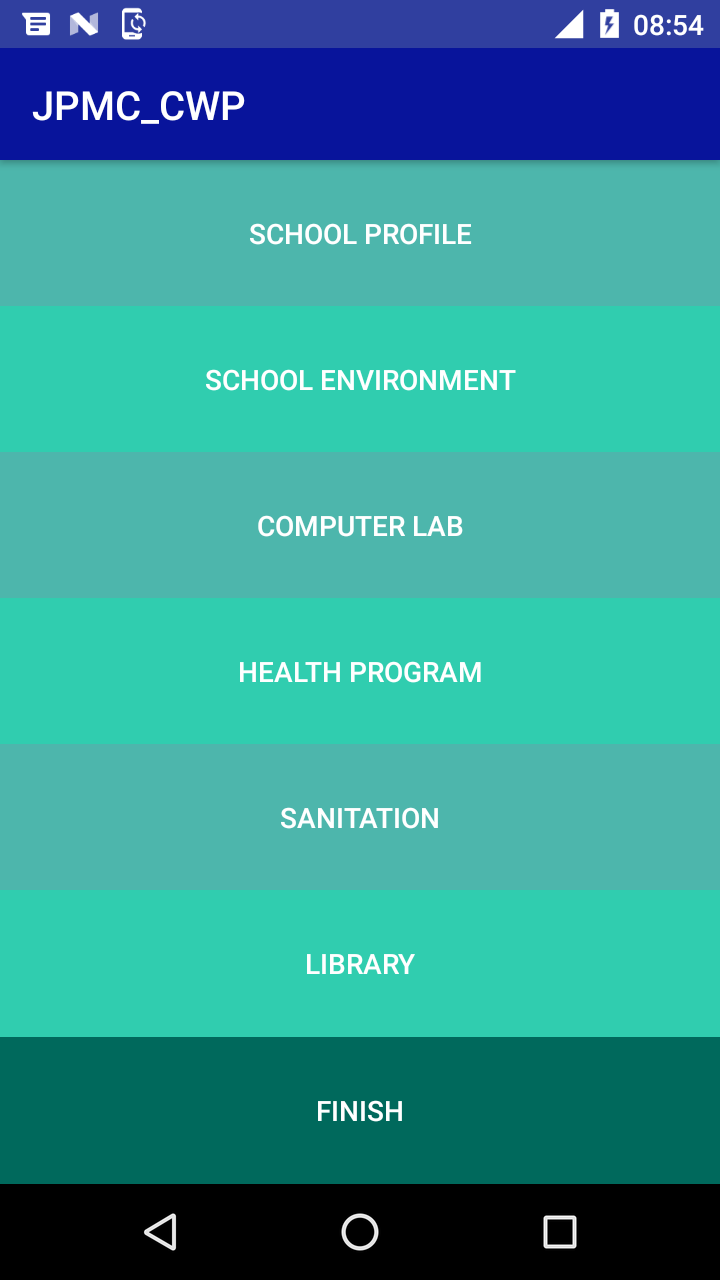 08:54
JPMC_CWP
SCHOOL PROFILE
SCHOOL ENVIRONMENT
COMPUTER LAB
HEALTH PROGRAM
SANITATION
LIBRARY
FINISH